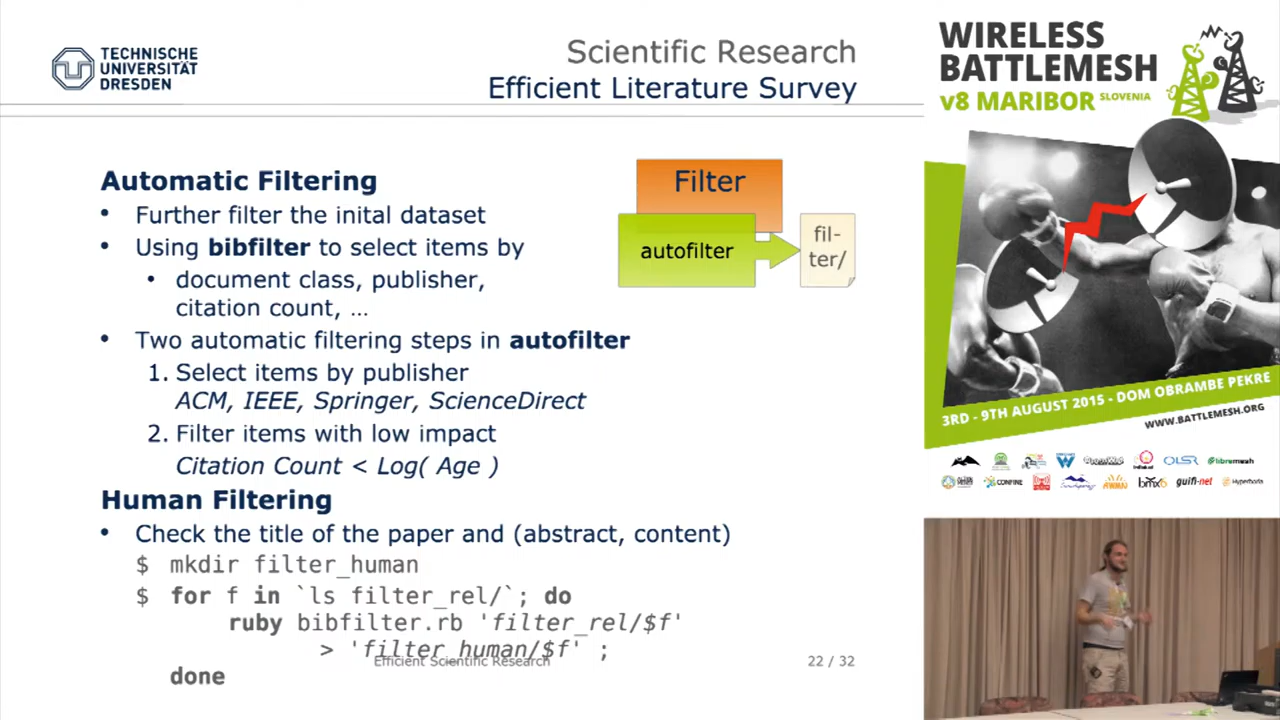 TECHNISCHE
UNIVERSITÄT
DRESDEN
Scientific Research
Efficient Literature Survey
Automatic Filtering
• Further filter the inital dataset
• Using bibfilter to select items by
• document class, publisher,
citation count, …
• Two automatic filtering steps in autofilter
1. Select items by publisher
ACM, IEEE, Springer, ScienceDirect
2. Filter items with low impact
Citation Count < Log( Age )
Human Filtering
• Check the title of the paper and (abstract, content)
$ mkdir filter_human
$ for f in `ls filter_rel/`; do
ruby bibfilter.rb 'filter_rel/$f'
> 'filter_human/$f' ;
done
Filter
autofilter
fil-
ter/
Efficient Scientific Research
22 / 32
WIRELESS
BATTLEMESH
v8 MARIBOR SLOVENIA
3RD - 9TH AUGUST 2015 - DOM OBRAMBE PEKRE
WWW.BATTLEMESH.ORG
OLSR
libremesh
CONFINE
bmx6
guifi·net
Hyperboria